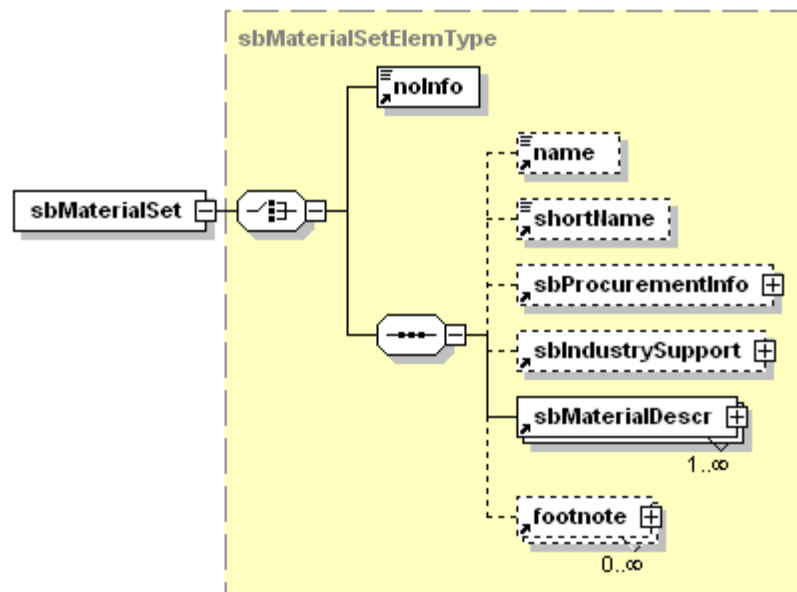 sbMaterialSetElemType
noInfo
name
sbMaterialSet
shortName
sbProcurementInfo
sbIndustrySupport
sbMaterialDescr
1..∞
footnote
0..∞